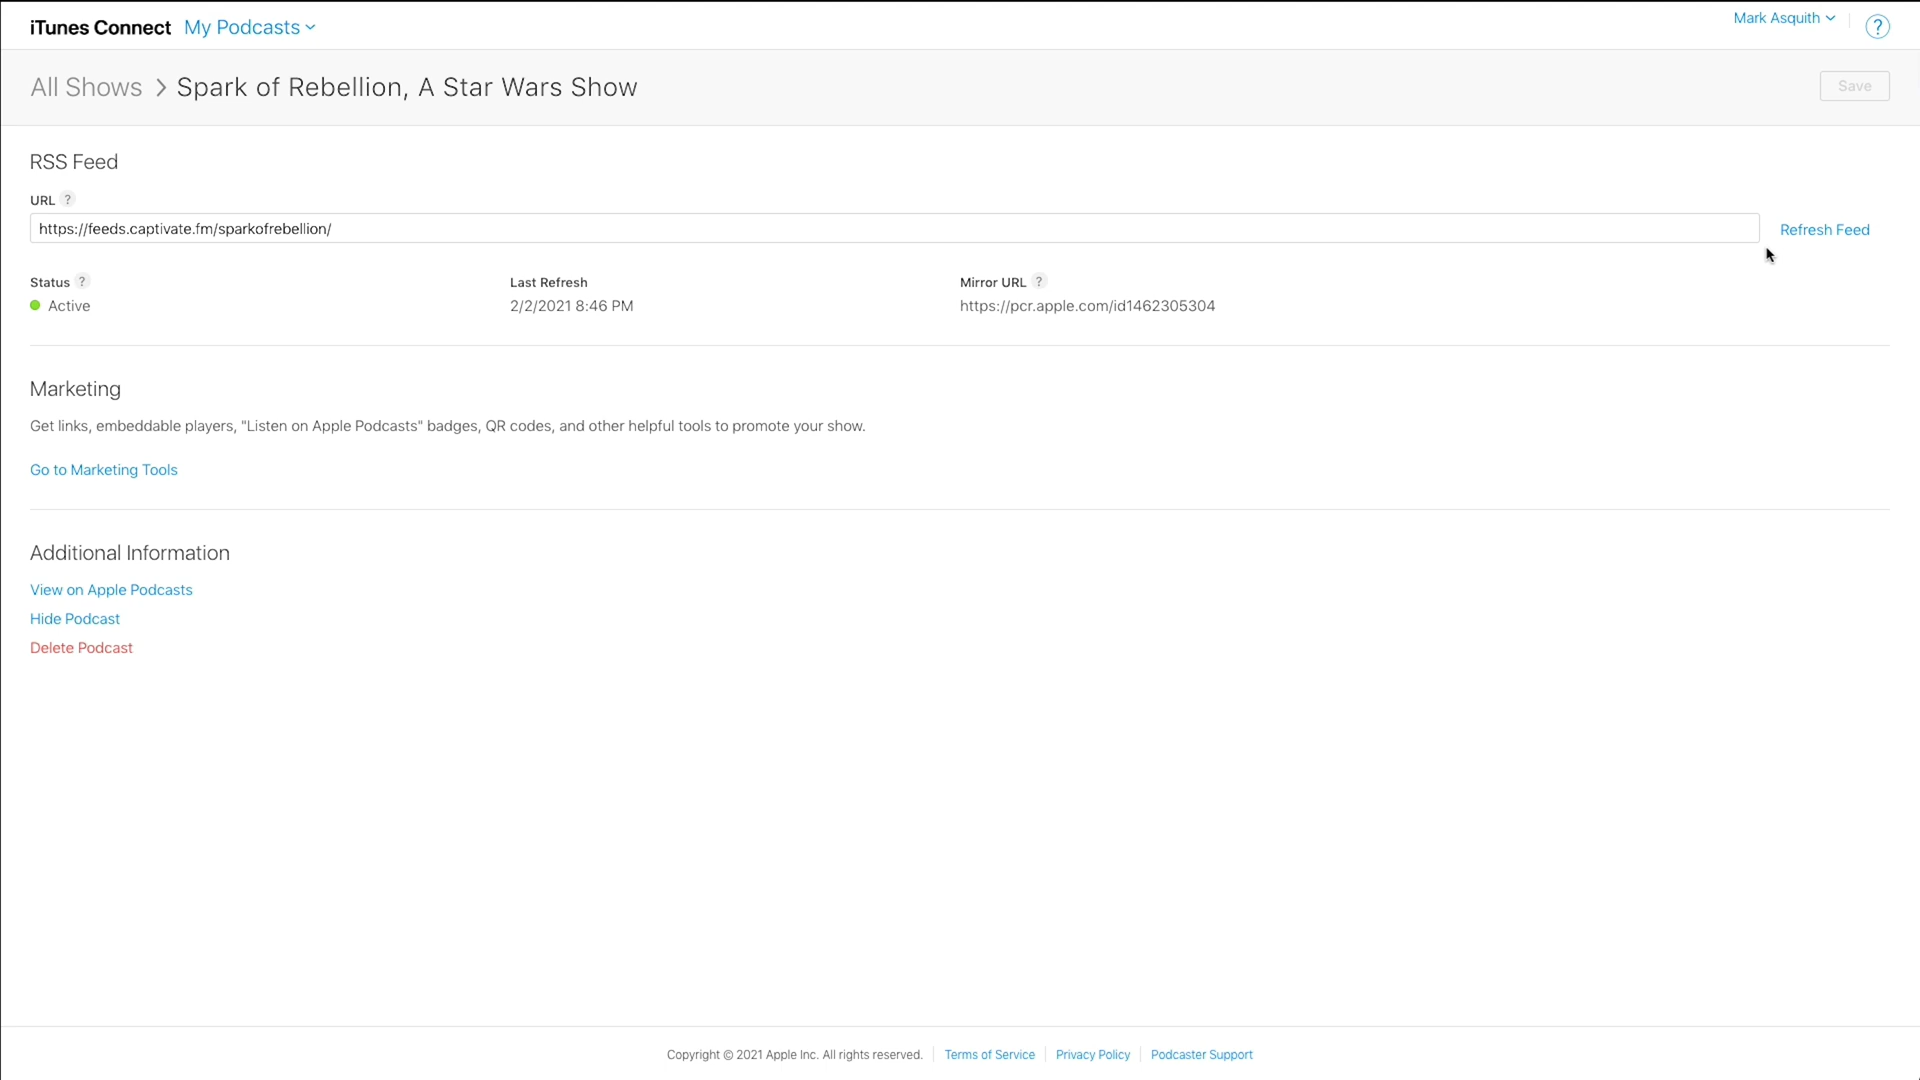 iTunes Connect My Podcasts
Mark Asquith
?
All Shows > Spark of Rebellion, A Star Wars Show
Save
RSS Feed
URL ?
https://feeds.captivate.fm/sparkofrebellion/
Refresh Feed
Status ? Last Refresh Mirror URL ?
Active 2/2/2021 8:46 PM https://pcr.apple.com/id1462305304
Marketing
Get links, embeddable players, "Listen on Apple Podcasts" badges, QR codes, and other helpful tools to promote your show.
Go to Marketing Tools
Additional Information
View on Apple Podcasts
Hide Podcast
Delete Podcast
Copyright © 2021 Apple Inc. All rights reserved. Terms of Service Privacy Policy Podcaster Support